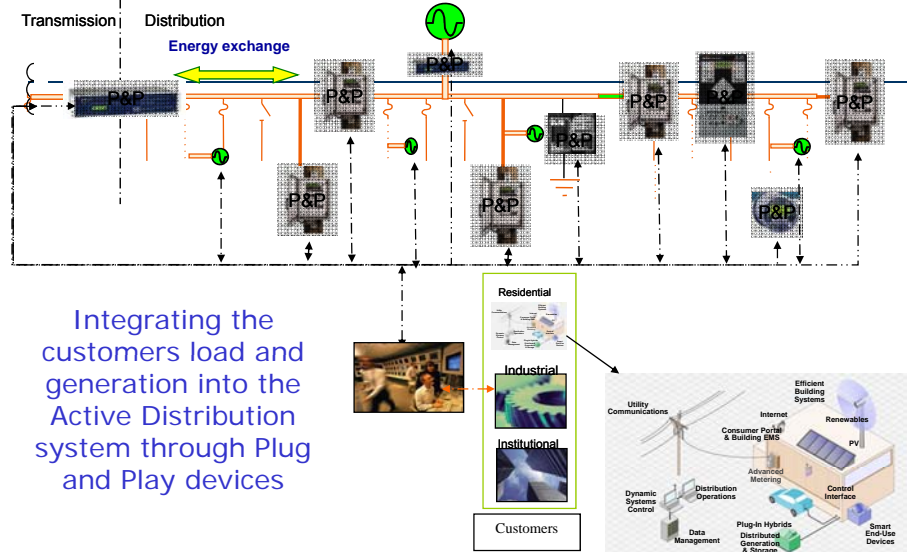 Transmission
Distribution
Energy exchange
P&P
P&P
P&P
P&P
P&P
P&P
P&P
P&P
P&P
P&P
Integrating the
customers load and
generation into the
Active Distribution
system through Plug
and Play devices
Residential
Industrial
Institutional
Customers
Efficient
Building
Systems
Utility
Communications
Internet
Renewables
Consumer Portal
& Building EMS
PV
Advanced
Metering
Control
Interface
Dynamic
Systems
Control
Distribution
Operations
Data
Management
Plug-In Hybrids
Distributed
Generation
& Storage
Smart
End-Use
Devices